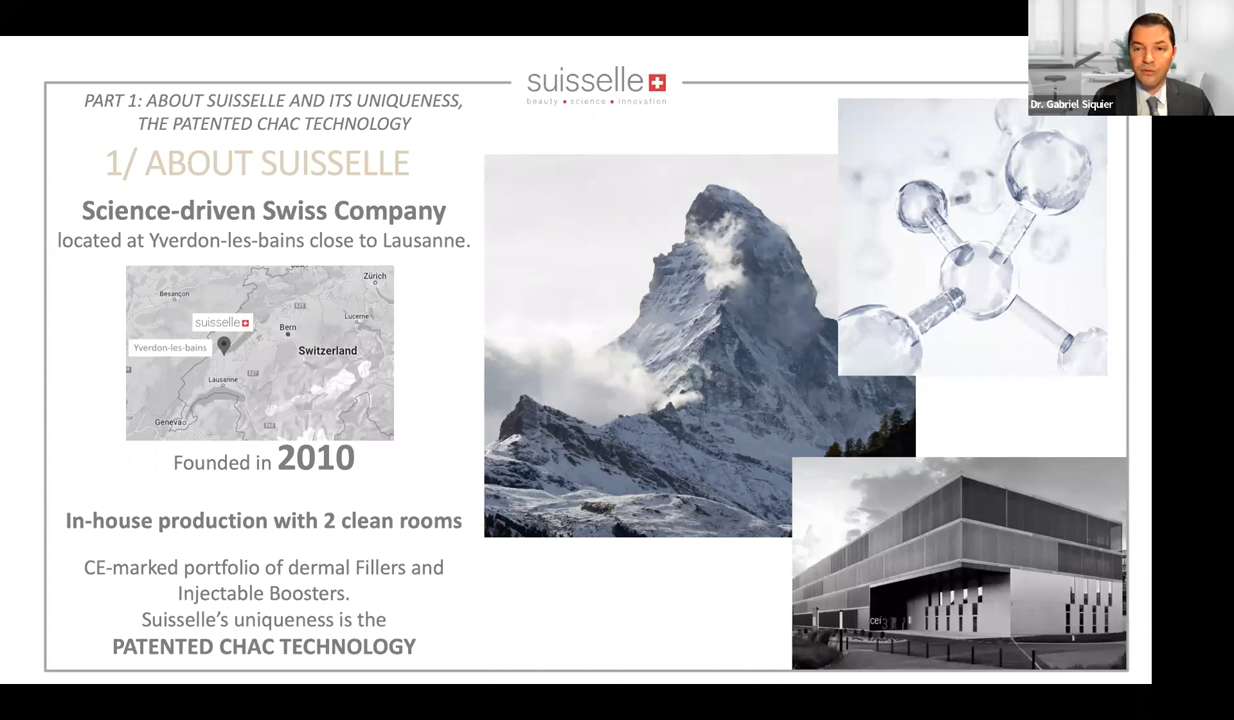 suisselle
beauty ▪ science ▪ innovation
Dr. Gabriel Siquier
PART 1: ABOUT SUISSELLE AND ITS UNIQUENESS,
THE PATENTED CHAC TECHNOLOGY
1/ ABOUT SUISSELLE
Science-driven Swiss Company
located at Yverdon-les-bains close to Lausanne.
Zürich
Besançon
Lucerne
suisselle
Bern
Yverdon-les-bains
Switzerland
Lausanne
Geneva
Founded in 2010
In-house production with 2 clean rooms
CE-marked portfolio of dermal Fillers and
Injectable Boosters.
Suisselle's uniqueness is the
PATENTED CHAC TECHNOLOGY
cei